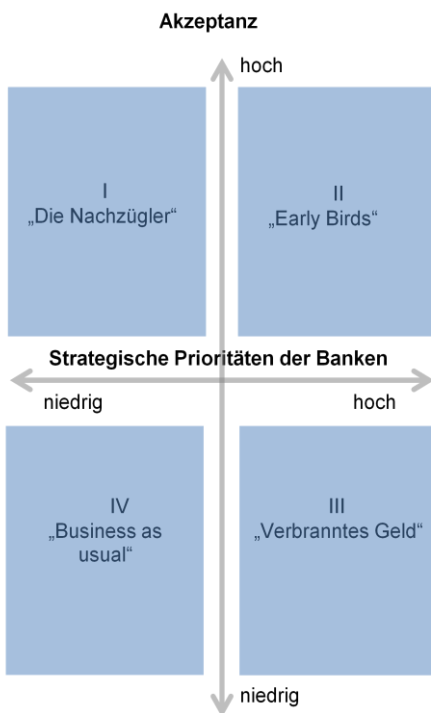 Akzeptanz
hoch
I
„Die Nachzügler“
II
„Early Birds“
Strategische Prioritäten der Banken
niedrig
hoch
IV
„Business as
usual“
III
„Verbranntes Geld“
niedrig